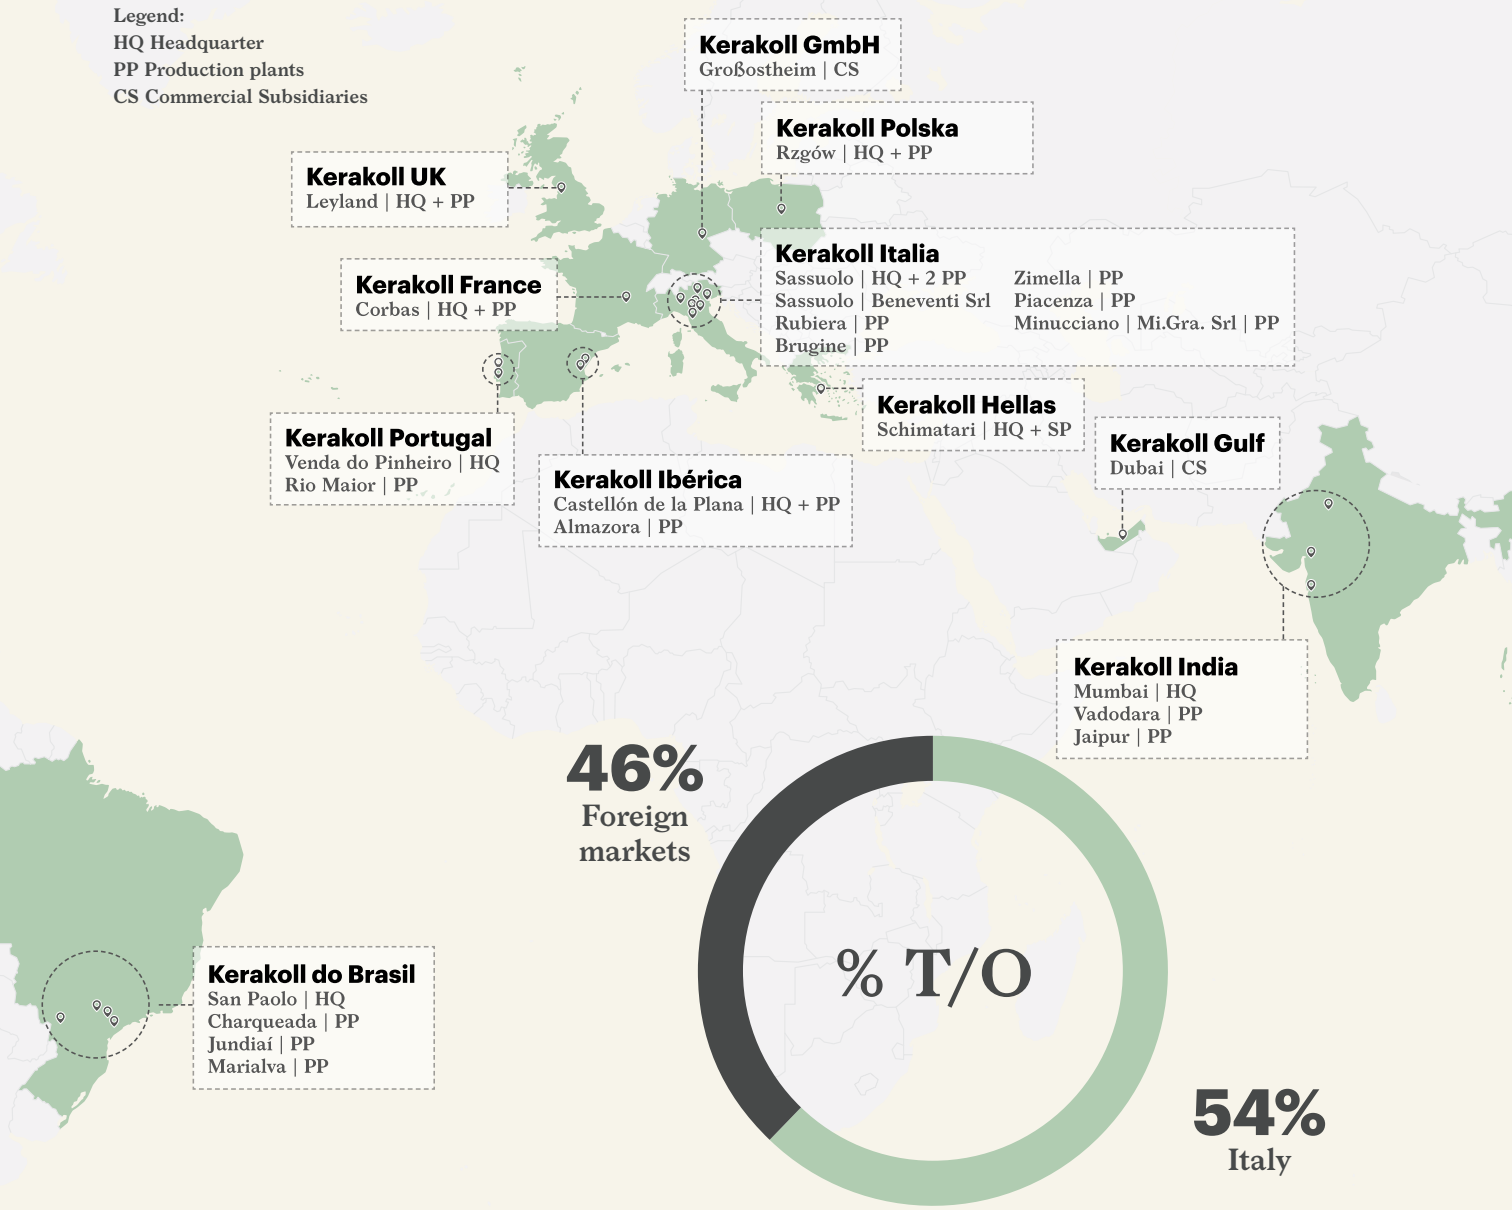 Legend:
HQ Headquarter
PP Production plants
CS Commercial Subsidiaries
Kerakoll GmbH
Großostheim | CS
Kerakoll Polska
Rzgów | HQ + PP
Kerakoll UK
Leyland | HQ + PP
Kerakoll Italia
Sassuolo | HQ + 2 PP
Sassuolo | Beneventi Srl
Rubiera | PP
Brugine | PP
Zimella | PP
Piacenza | PP
Minucciano | Mi.Gra. Srl | PP
Kerakoll France
Corbas | HQ + PP
Kerakoll Hellas
Schimatari | HQ + SP
Kerakoll Portugal
Venda do Pinheiro | HQ
Rio Maior | PP
Kerakoll Ibérica
Castellón de la Plana | HQ + PP
Almazora | PP
Kerakoll Gulf
Dubai | CS
Kerakoll India
Mumbai | HQ
Vadodara | PP
Jaipur | PP
46%
Foreign
markets
% T/O
Kerakoll do Brasil
San Paolo | HQ
Charqueada | PP
Jundiaí | PP
Marialva | PP
54%
Italy